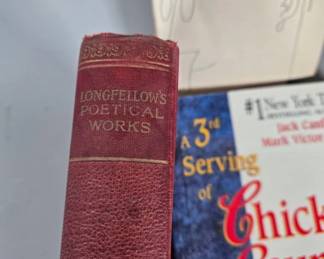 LONGFELLOW'S
POETICAL
WORKS
#1 New York T
Jack Canf
Mark Victor
A 3rd
Serving
of
Chick